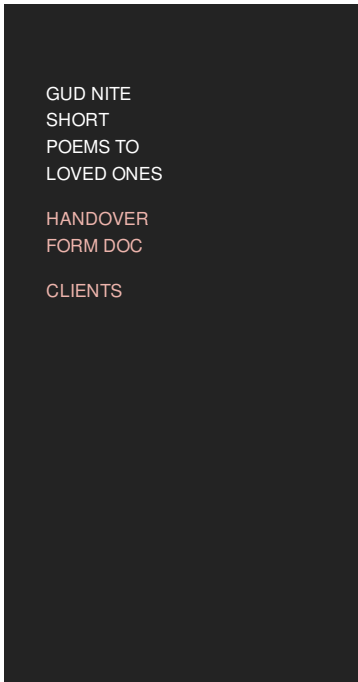 GUD NITE
SHORT
POEMS TO
LOVED ONES
HANDOVER
FORM DOC
CLIENTS